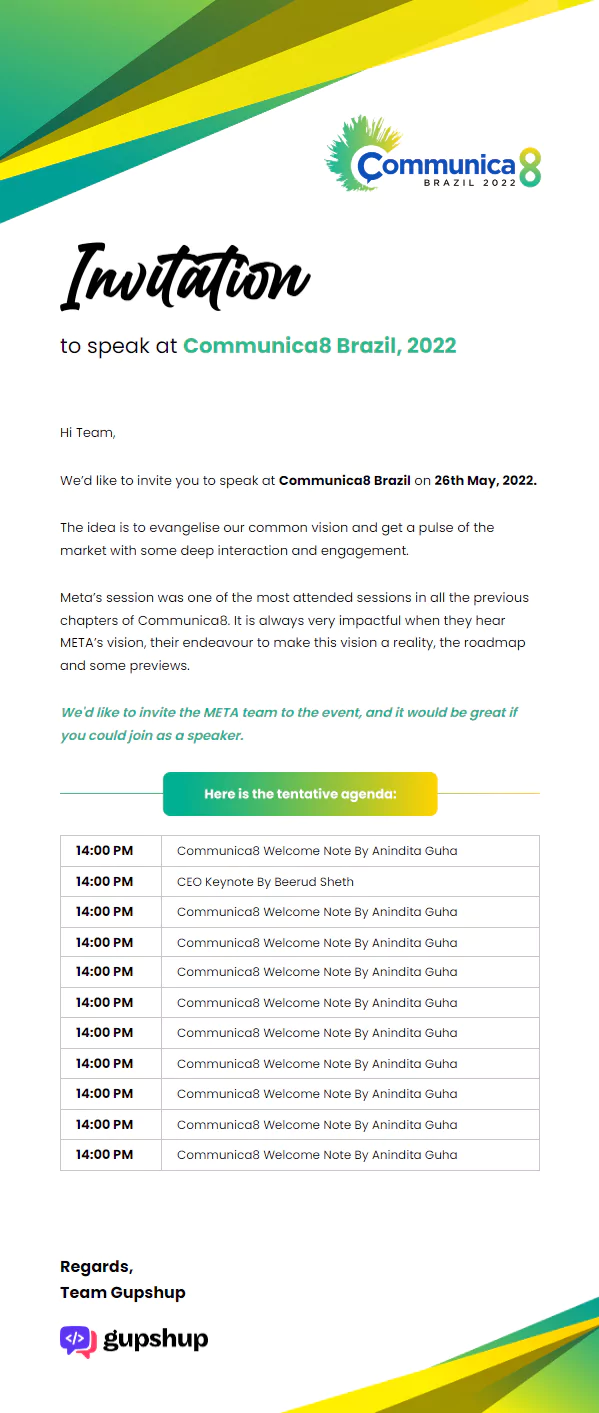 Communica8
BRAZIL 2022
Invitation
to speak at Communica8 Brazil, 2022
Hi Team,
We’d like to invite you to speak at Communica8 Brazil on 26th May, 2022.
The idea is to evangelise our common vision and get a pulse of the
market with some deep interaction and engagement.
Meta’s session was one of the most attended sessions in all the previous
chapters of Communica8. It is always very impactful when they hear
META’s vision, their endeavour to make this vision a reality, the roadmap
and some previews.
We'd like to invite the META team to the event, and it would be great if
you could join as a speaker.
Here is the tentative agenda:
14:00 PM Communica8 Welcome Note By Anindita Guha
14:00 PM CEO Keynote By Beerud Sheth
14:00 PM Communica8 Welcome Note By Anindita Guha
14:00 PM Communica8 Welcome Note By Anindita Guha
14:00 PM Communica8 Welcome Note By Anindita Guha
14:00 PM Communica8 Welcome Note By Anindita Guha
14:00 PM Communica8 Welcome Note By Anindita Guha
14:00 PM Communica8 Welcome Note By Anindita Guha
14:00 PM Communica8 Welcome Note By Anindita Guha
14:00 PM Communica8 Welcome Note By Anindita Guha
14:00 PM Communica8 Welcome Note By Anindita Guha
Regards,
Team Gupshup
</> gupshup